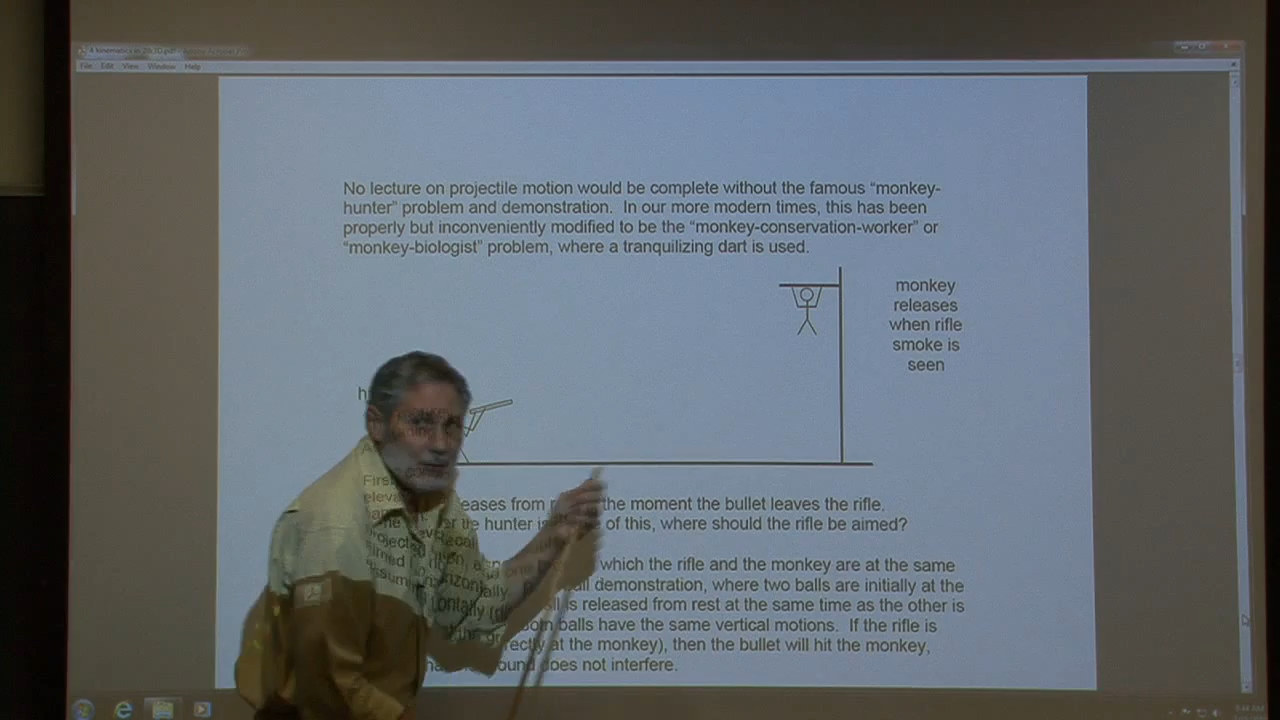 File Edit View Window Help
No lecture on projectile motion would be complete without the famous “monkey-
hunter” problem and demonstration. In our more modern times, this has been
properly but inconveniently modified to be the “monkey-conservation-worker” or
“monkey-biologist” problem, where a tranquilizing dart is used.
monkey
releases
when rifle
smoke is
seen
the moment the bullet leaves the rifle.
the hunter is of this, where should the rifle be aimed?
which the rifle and the monkey are at the same
demonstration, where two balls are initially at the
is released from rest at the same time as the other is
balls have the same vertical motions. If the rifle is
at the monkey), then the bullet will hit the monkey,
does not interfere.